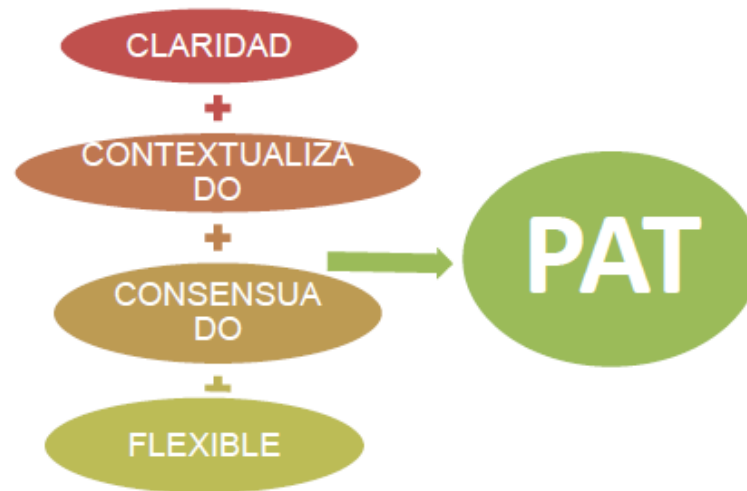 CLARIDAD
CONTEXTUALIZA
DO
CONSENSUA
DO
FLEXIBLE
PAT